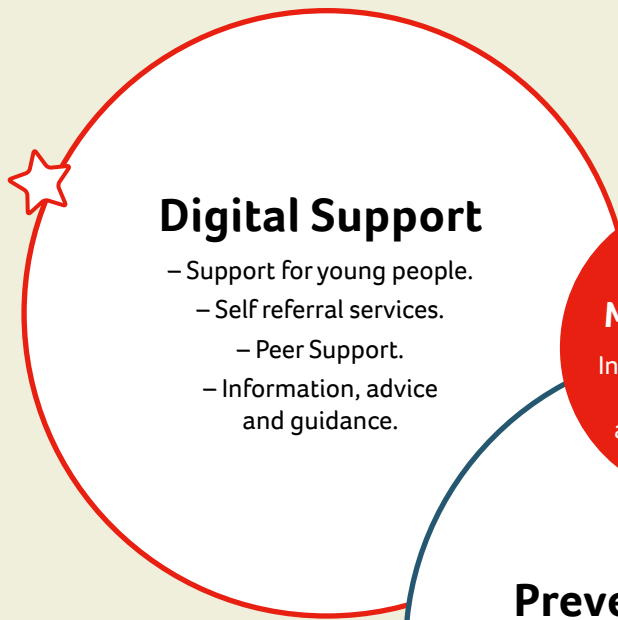 Digital Support
– Support for young people.
– Self referral services.
– Peer Support.
– Information, advice
and guidance.